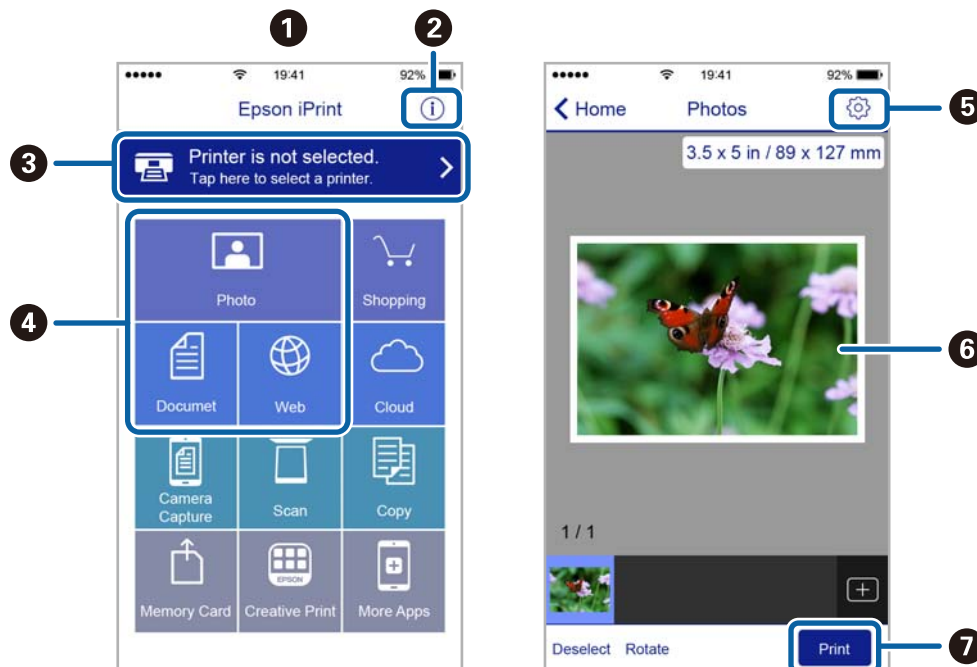 1
2
19:41
92%
Epson iPrint
3
Printer is not selected.
Tap here to select a printer.
4
Photo
Shopping
Documet
Web
Cloud
Camera
Capture
Scan
Copy
EPSON
Memory Card
Creative Print
More Apps
19:41
92%
Home
Photos
5
3.5 x 5 in / 89 x 127 mm
6
1 / 1
Deselect
Rotate
Print
7